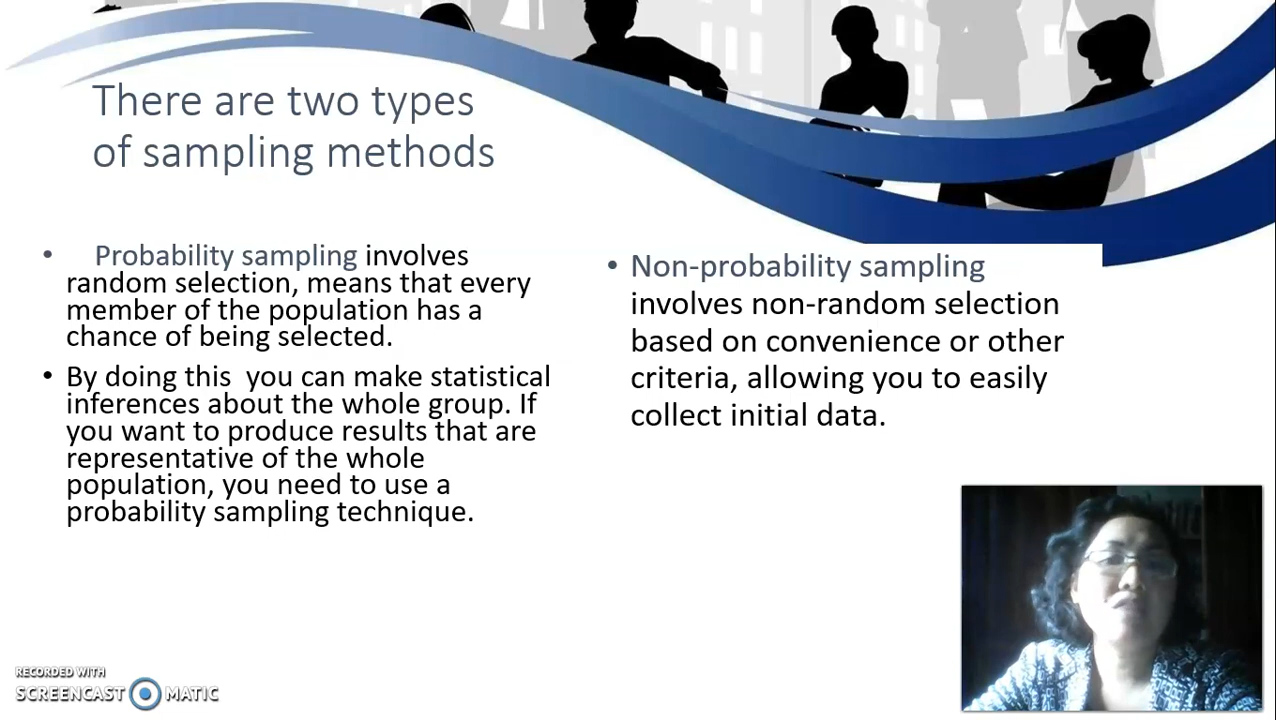 There are two types
of sampling methods
• Probability sampling involves
random selection, means that every
member of the population has a
chance of being selected.
• By doing this  you can make statistical
inferences about the whole group. If
you want to produce results that are
representative of the whole
population, you need to use a
probability sampling technique.
• Non-probability sampling
involves non-random selection
based on convenience or other
criteria, allowing you to easily
collect initial data.
RECORDED WITH
SCREENCAST MATIC